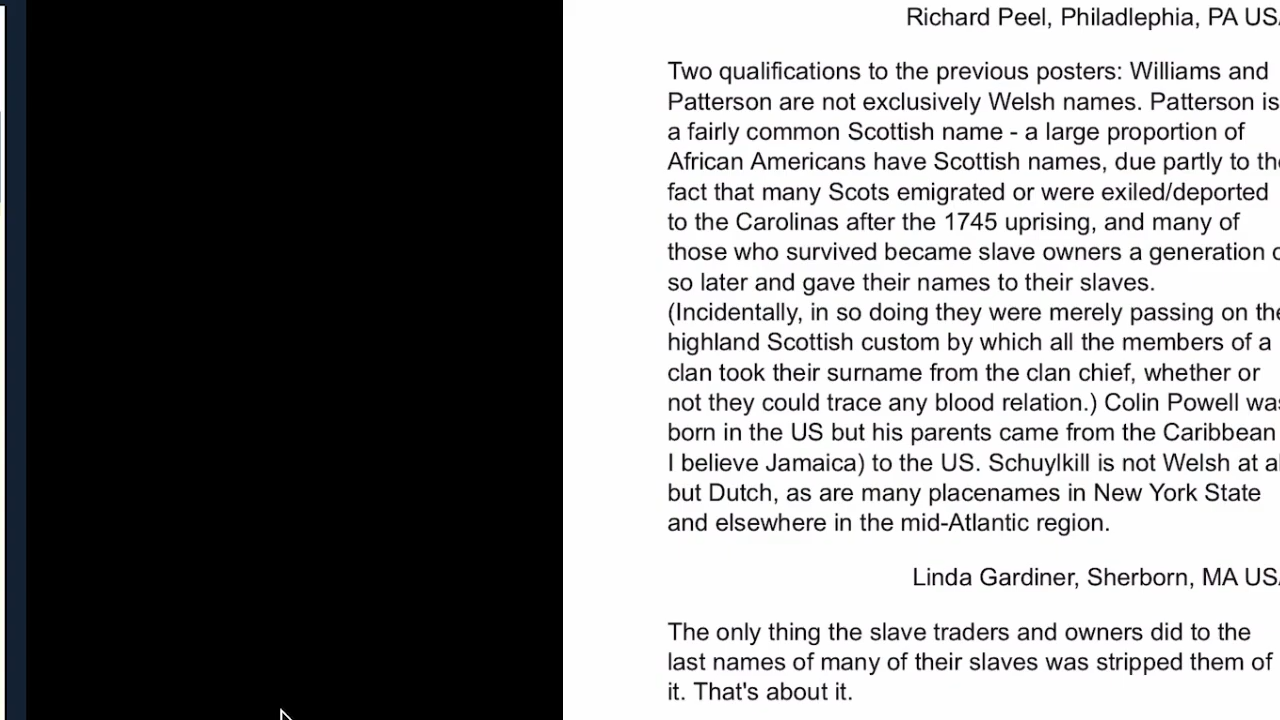 Richard Peel, Philadlephia, PA US
Two qualifications to the previous posters: Williams and
Patterson are not exclusively Welsh names. Patterson is
a fairly common Scottish name - a large proportion of
African Americans have Scottish names, due partly to the
fact that many Scots emigrated or were exiled/deported
to the Carolinas after the 1745 uprising, and many of
those who survived became slave owners a generation
so later and gave their names to their slaves.
(Incidentally, in so doing they were merely passing on the
highland Scottish custom by which all the members of a
clan took their surname from the clan chief, whether or
not they could trace any blood relation.) Colin Powell was
born in the US but his parents came from the Caribbean
I believe Jamaica) to the US. Schuylkill is not Welsh at
but Dutch, as are many placenames in New York State
and elsewhere in the mid-Atlantic region.
Linda Gardiner, Sherborn, MA US
The only thing the slave traders and owners did to the
last names of many of their slaves was stripped them of
it. That's about it.